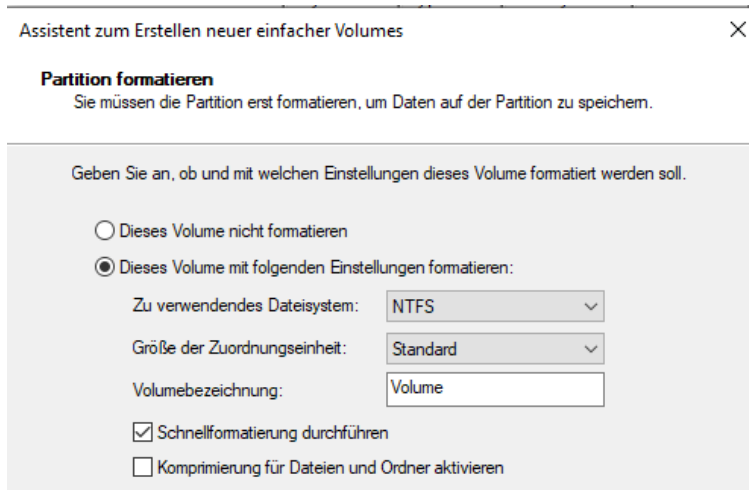 Assistent zum Erstellen neuer einfacher Volumes
Partition formatieren
Sie müssen die Partition erst formatieren, um Daten auf der Partition zu speichern.
Geben Sie an, ob und mit welchen Einstellungen dieses Volume formatiert werden soll.
Dieses Volume nicht formatieren
Dieses Volume mit folgenden Einstellungen formatieren:
Zu verwendendes Dateisystem: NTFS
Größe der Zuordnungseinheit: Standard
Volumebezeichnung: Volume
Schnellformatierung durchführen
Komprimierung für Dateien und Ordner aktivieren